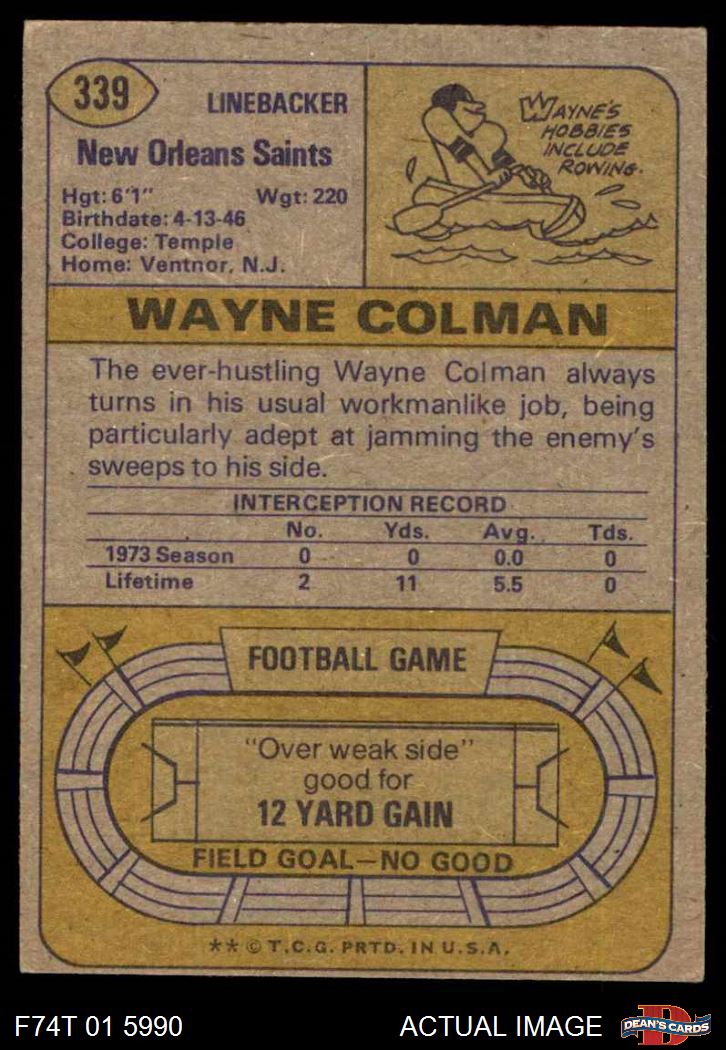 339
LINEBACKER
New Orleans Saints
Hgt: 6'1" Wgt: 220
Birthdate: 4-13-46
College: Temple
Home: Ventnor, N.J.
WAYNE'S
HOBBIES
INCLUDE
ROWING.
WAYNE COLMAN
The ever-hustling Wayne Colman always
turns in his usual workmanlike job, being
particularly adept at jamming the enemy's
sweeps to his side.
INTERCEPTION RECORD
No. Yds. Avg. Tds.
1973 Season 0 0 0.0 0
Lifetime 2 11 5.5 0
FOOTBALL GAME
"Over weak side"
good for
12 YARD GAIN
FIELD GOAL—NO GOOD
** © T.C.G. PRTD. IN U.S.A.
F74T 01 5990 ACTUAL IMAGE
D
DEAN'S CARDS